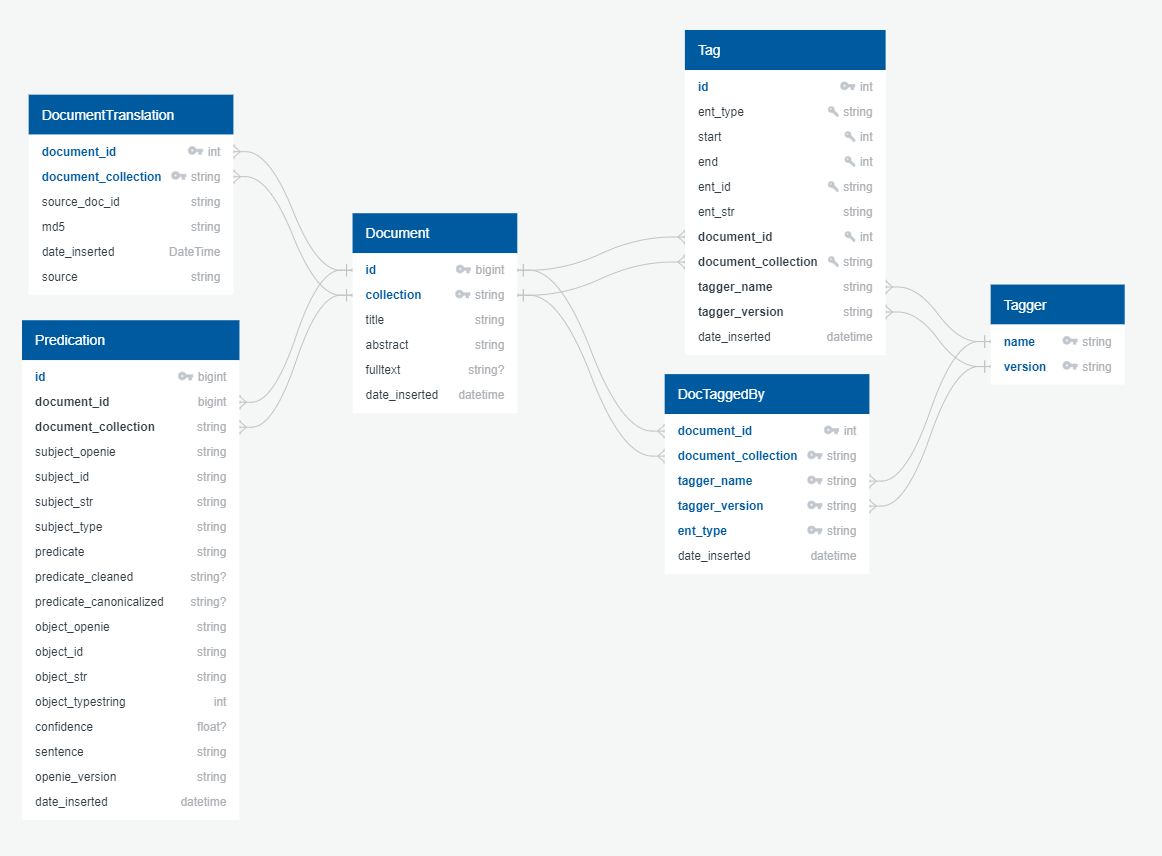 DocumentTranslation
document_id int
document_collection string
source_doc_id string
md5 string
date_inserted DateTime
source string
Predication
id bigint
document_id bigint
document_collection string
subject_openie string
subject_id string
subject_str string
subject_type string
predicate string
predicate_cleaned string?
predicate_canonicalized string?
object_openie string
object_id string
object_str string
object_typestring int
confidence float?
sentence string
openie_version string
date_inserted datetime
Document
id bigint
collection string
title string
abstract string
fulltext string?
date_inserted datetime
Tag
id int
ent_type string
start int
end int
ent_id string
ent_str string
document_id int
document_collection string
tagger_name string
tagger_version string
date_inserted datetime
DocTaggedBy
document_id int
document_collection string
tagger_name string
tagger_version string
ent_type string
date_inserted datetime
Tagger
name string
version string